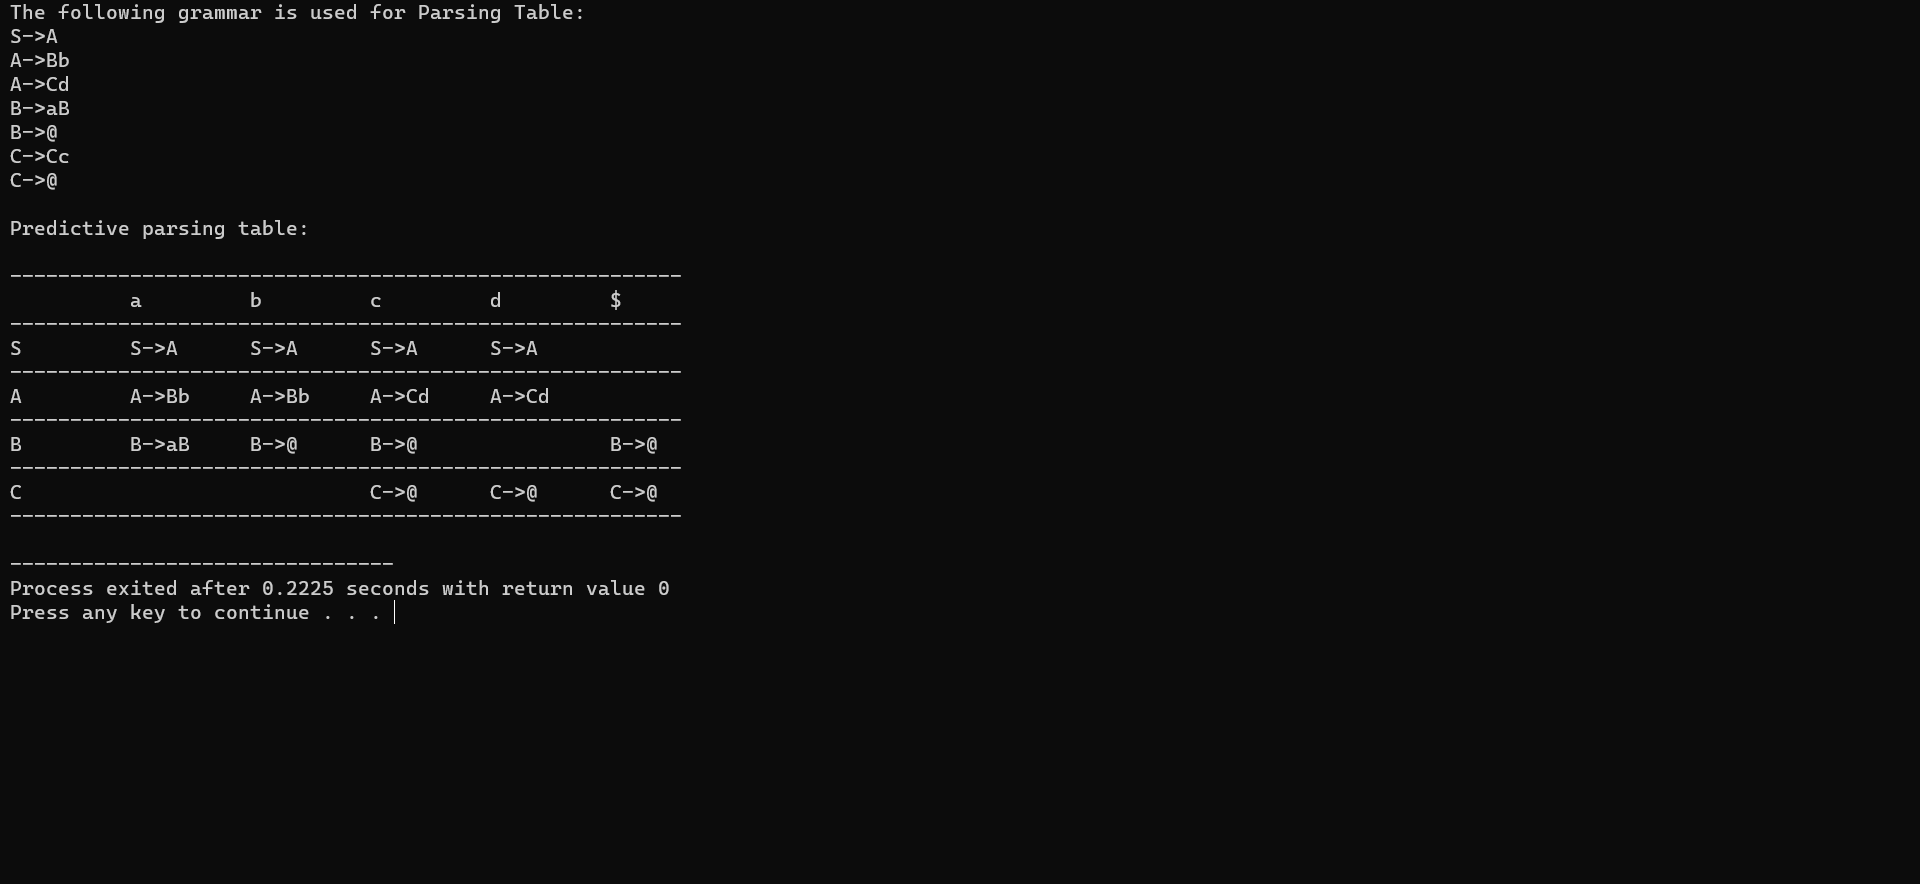 The following grammar is used for Parsing Table:
S->A
A->Bb
A->Cd
B->aB
B->@
C->Cc
C->@
Predictive parsing table:
--------------------------------------------------------
a b c d $
--------------------------------------------------------
S S->A S->A S->A S->A
--------------------------------------------------------
A A->Bb A->Bb A->Cd A->Cd
--------------------------------------------------------
B B->aB B->@ B->@ B->@
--------------------------------------------------------
C C->@ C->@ C->@
--------------------------------------------------------
--------------------------------
Process exited after 0.2225 seconds with return value 0
Press any key to continue . . .